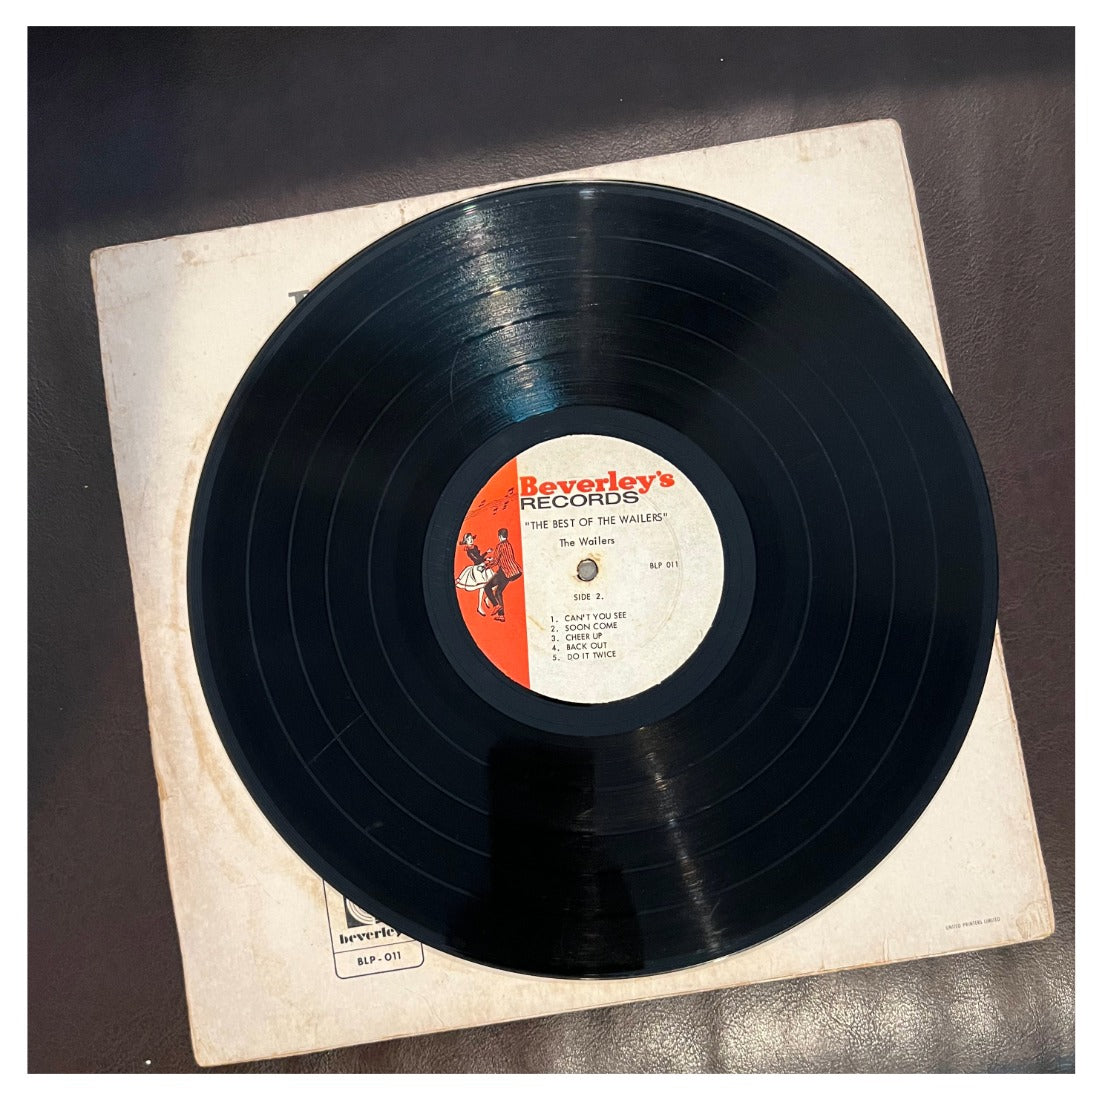 Beverley's
RECORDS
"THE BEST OF THE WAILERS"
The Wailers
BLP 011
SIDE 2.
1. CAN'T YOU SEE
2. SOON COME
3. CHEER UP
4. BACK OUT
5. DO IT TWICE
beverley
BLP-011
UNITED PRINTERS LIMITED